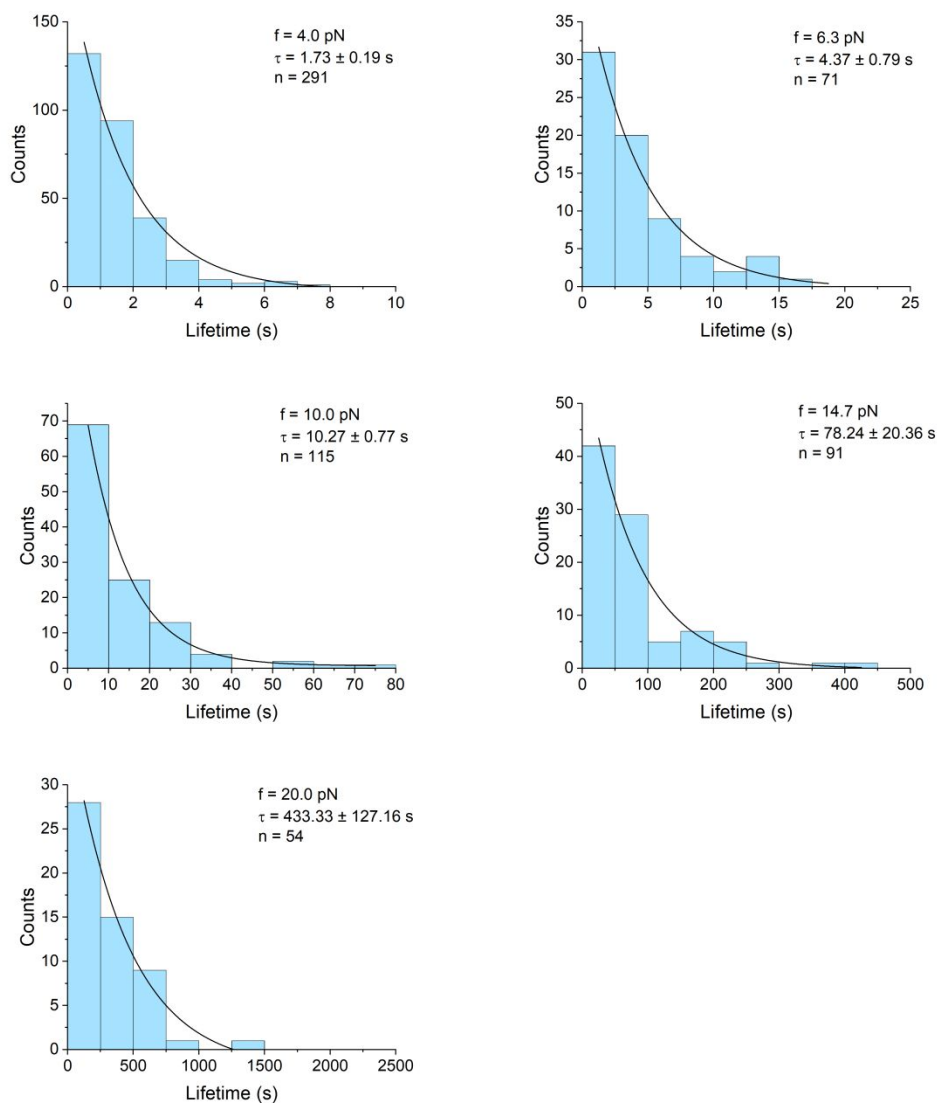 f = 4.0 pN
τ = 1.73 ± 0.19 s
n = 291
150
100
50
0
Counts
0 2 4 6 8 10
Lifetime (s)
f = 6.3 pN
τ = 4.37 ± 0.79 s
n = 71
35
30
25
20
15
10
5
0
Counts
0 5 10 15 20 25
Lifetime (s)
f = 10.0 pN
τ = 10.27 ± 0.77 s
n = 115
70
60
50
40
30
20
10
0
Counts
0 10 20 30 40 50 60 70 80
Lifetime (s)
f = 14.7 pN
τ = 78.24 ± 20.36 s
n = 91
50
40
30
20
10
0
Counts
0 100 200 300 400 500
Lifetime (s)
f = 20.0 pN
τ = 433.33 ± 127.16 s
n = 54
30
25
20
15
10
5
0
Counts
0 500 1000 1500 2000 2500
Lifetime (s)